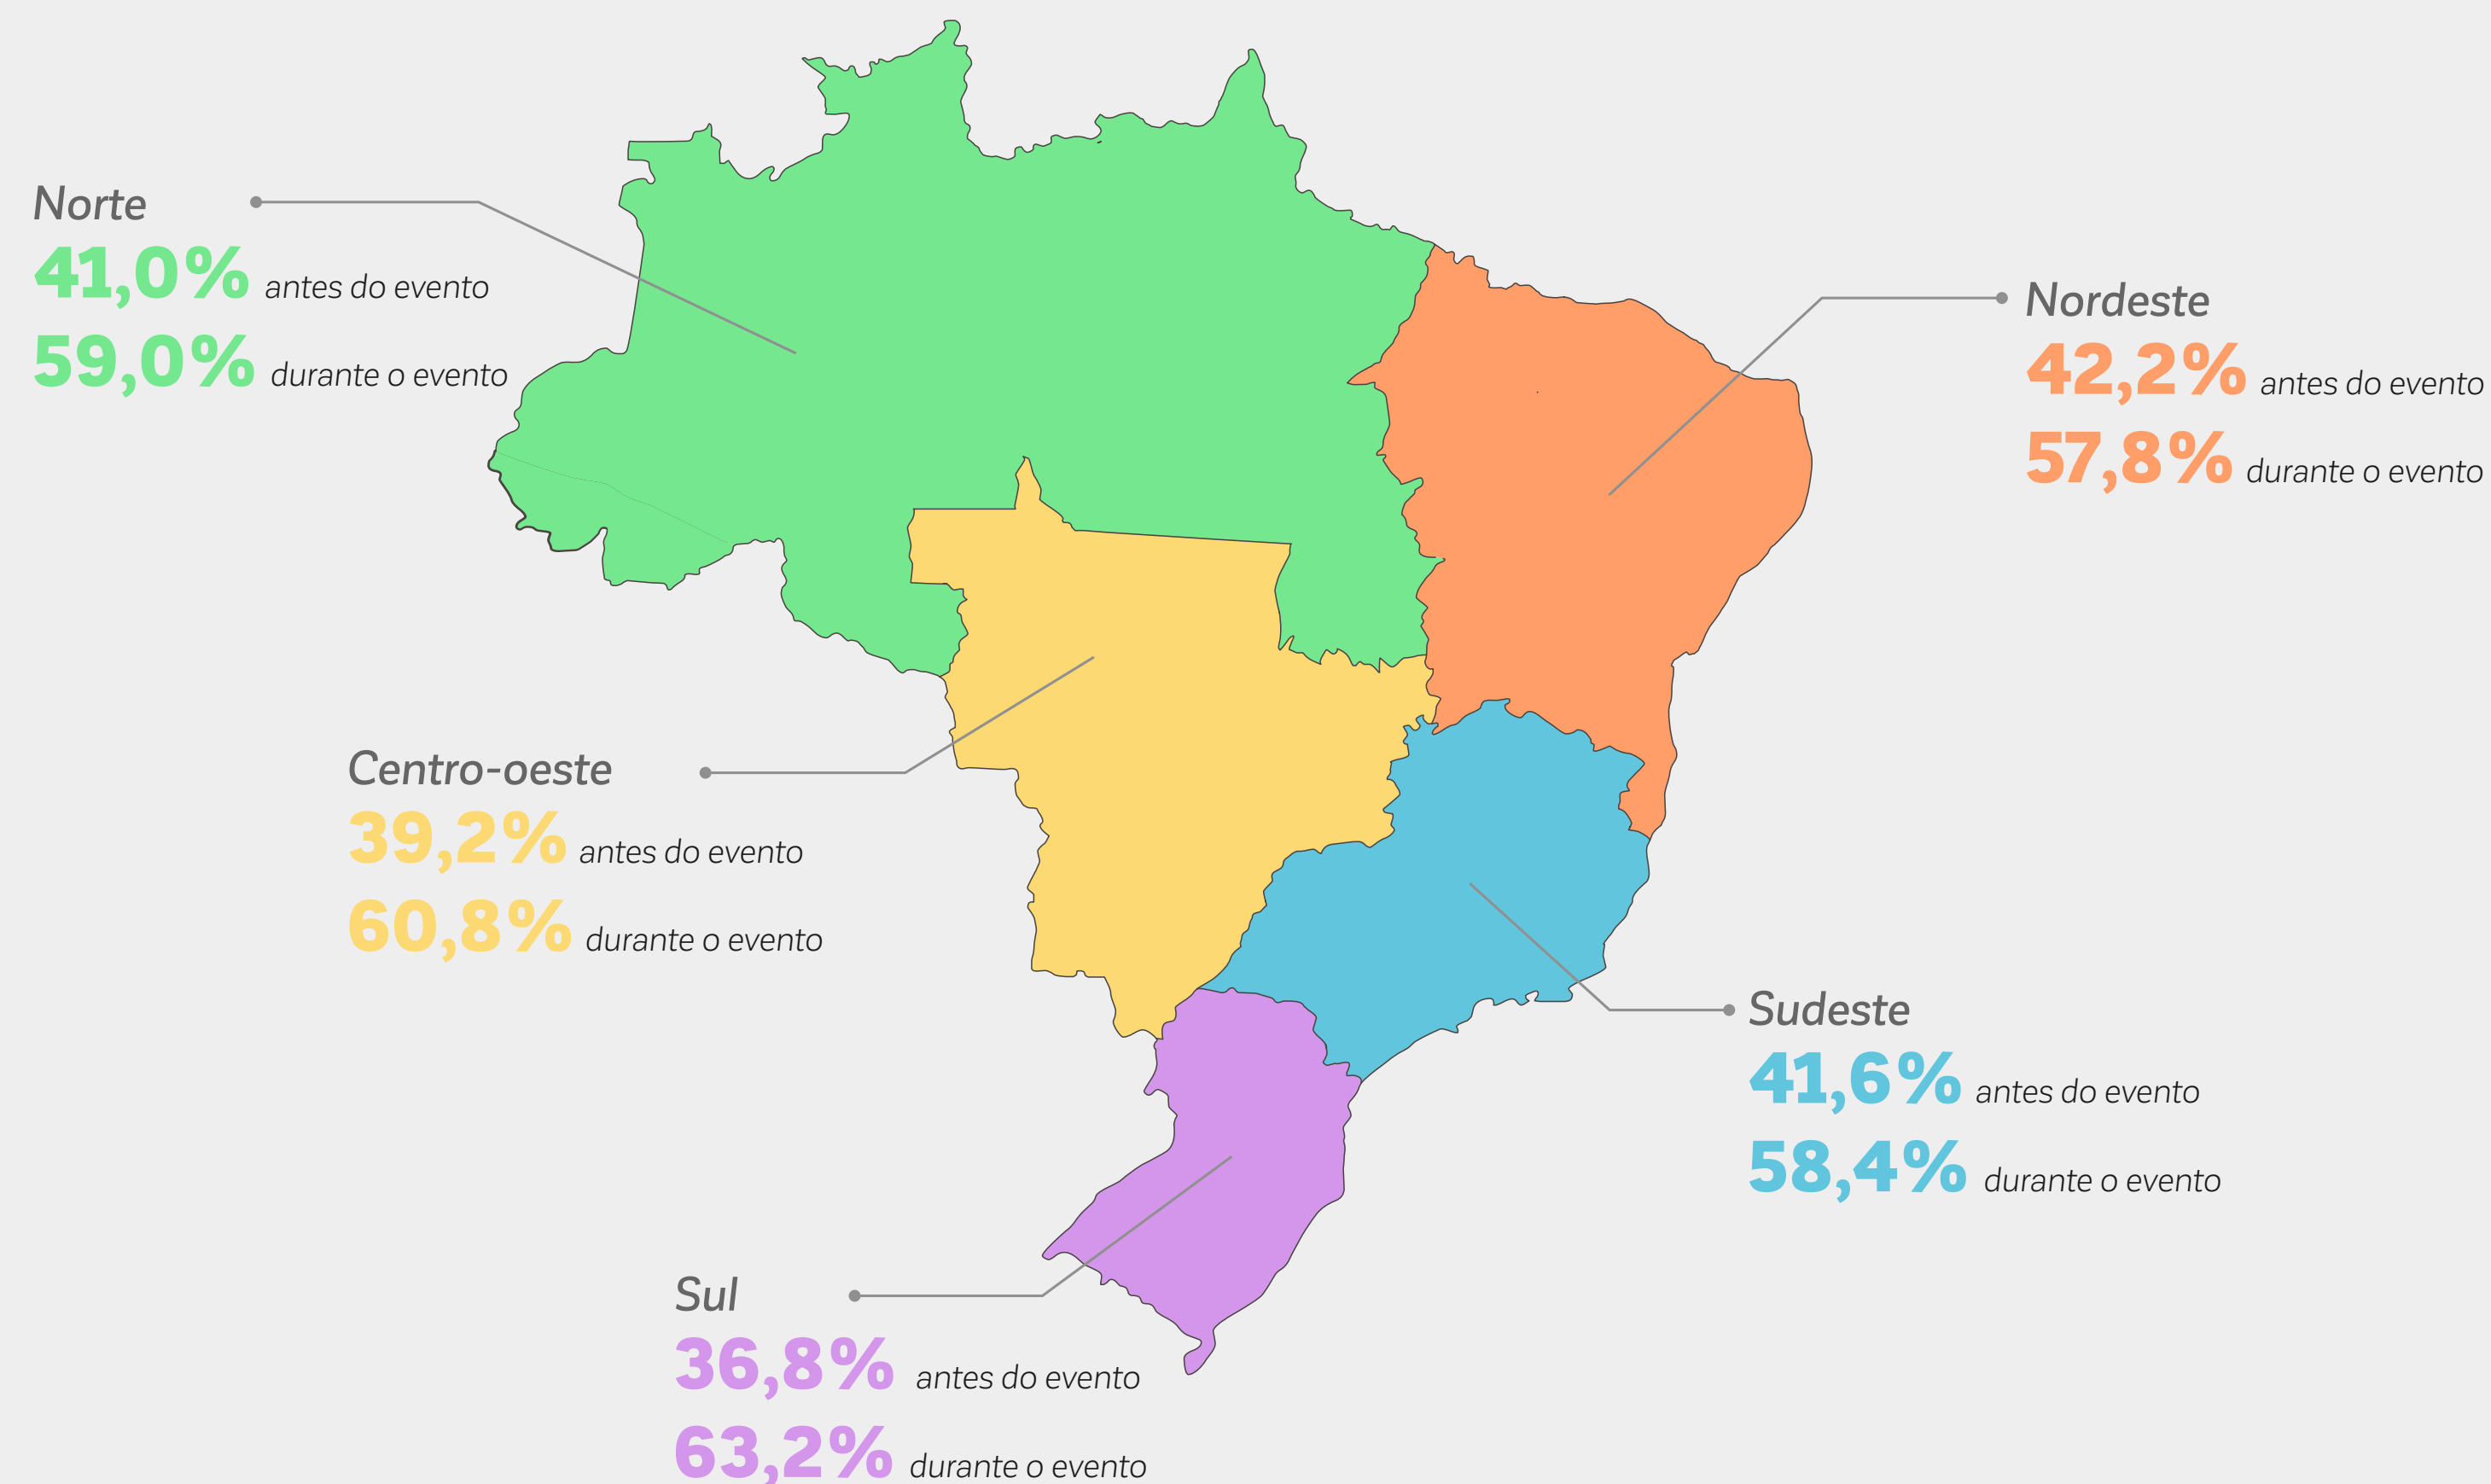 Norte
41,0% antes do evento
59,0% durante o evento
Nordeste
42,2% antes do evento
57,8% durante o evento
Centro-oeste
39,2% antes do evento
60,8% durante o evento
Sudeste
41,6% antes do evento
58,4% durante o evento
Sul
36,8% antes do evento
63,2% durante o evento